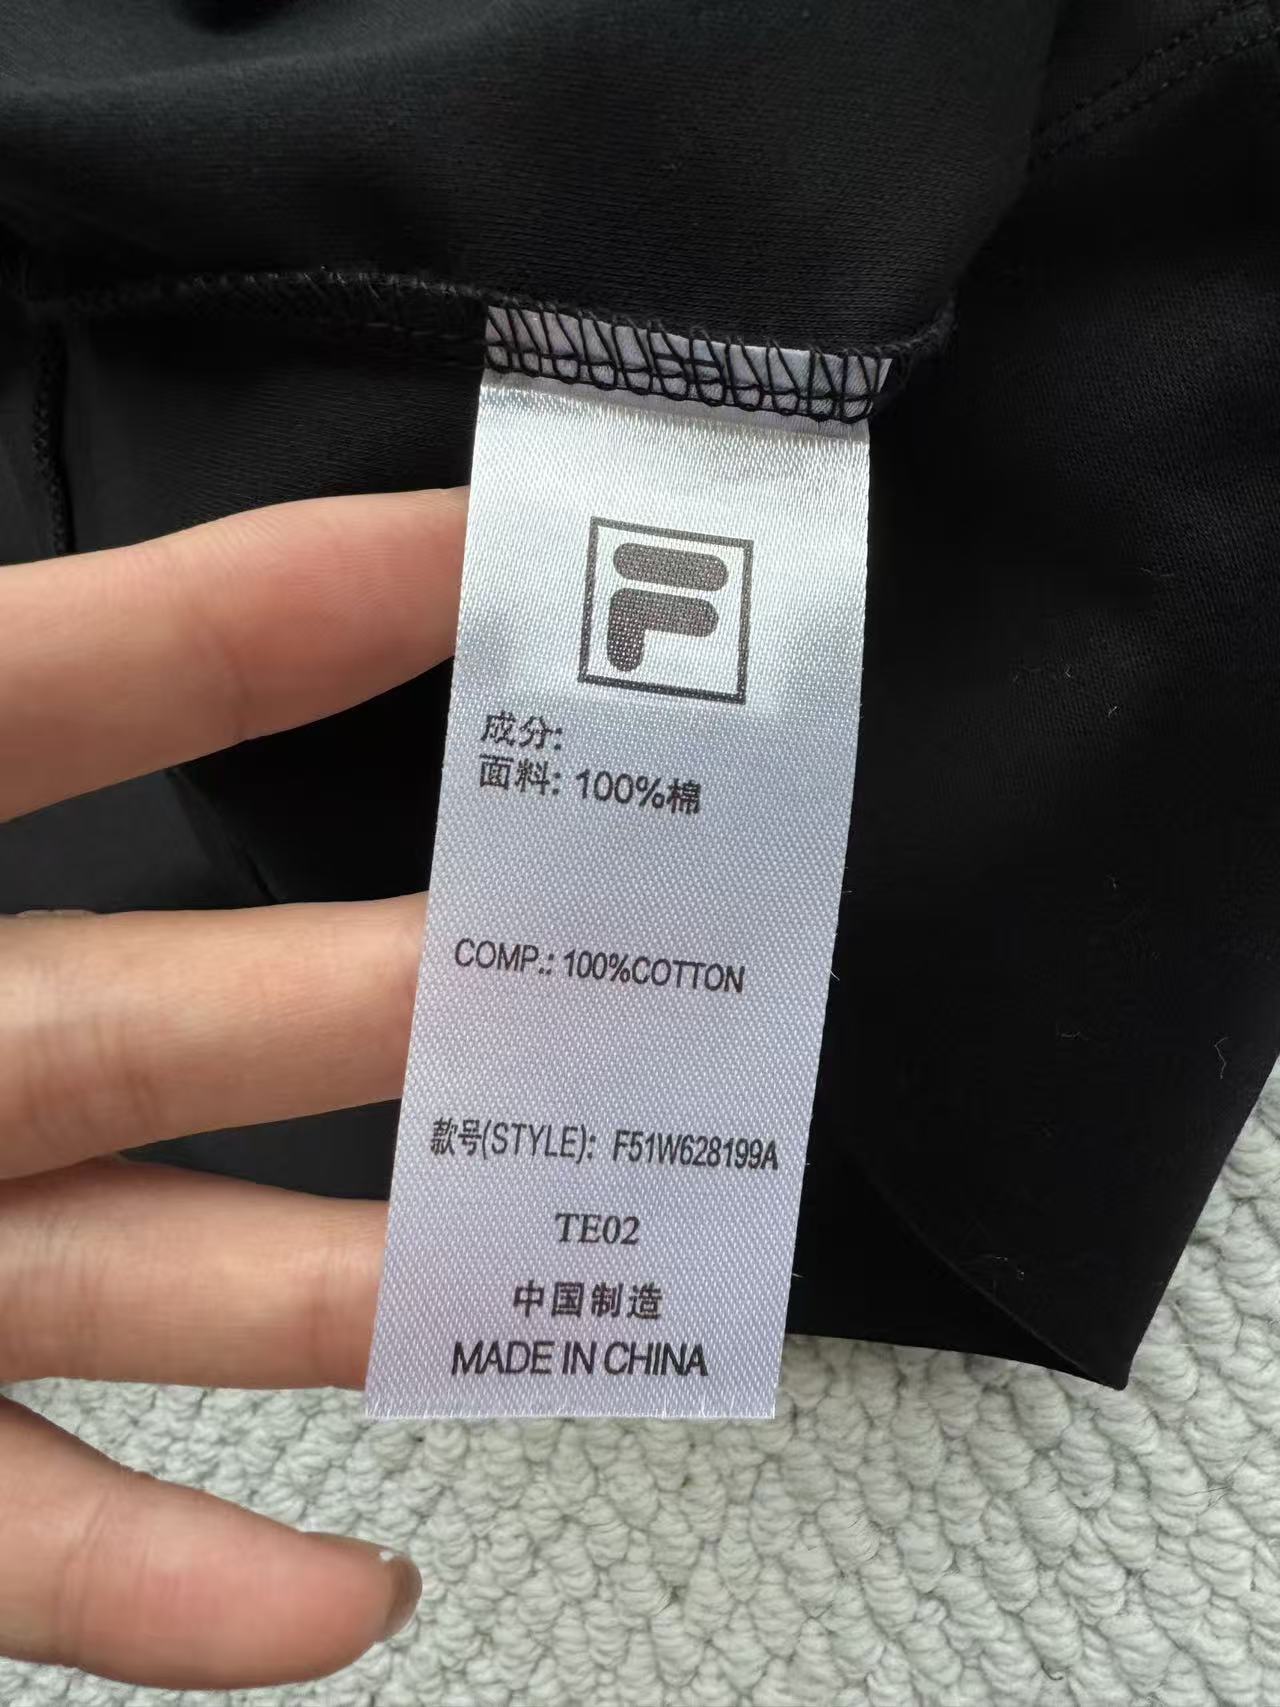 F
成分:
面料: 100%棉
COMP.: 100%COTTON
款号(STYLE): F51W628199A
TE02
中国制造
MADE IN CHINA